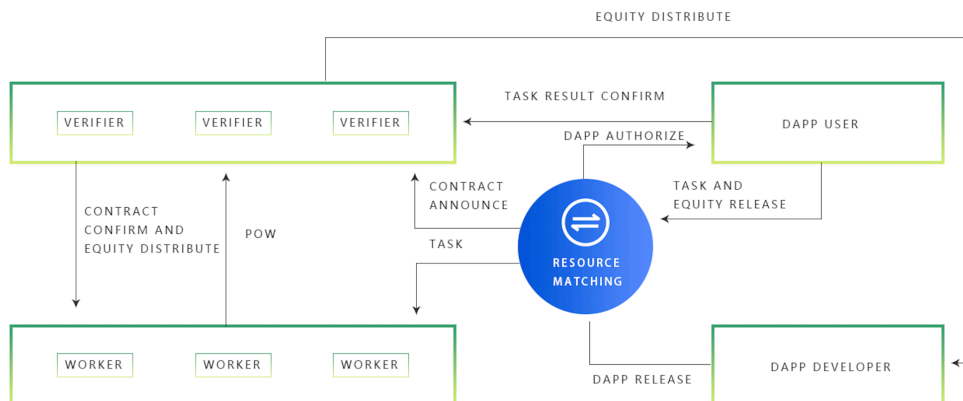 EQUITY DISTRIBUTE
VERIFIER
VERIFIER
VERIFIER
TASK RESULT CONFIRM
DAPP USER
DAPP AUTHORIZE
CONTRACT
ANNOUNCE
TASK AND
EQUITY RELEASE
CONTRACT
CONFIRM AND
EQUITY DISTRIBUTE
POW
TASK
RESOURCE
MATCHING
WORKER
WORKER
WORKER
DAPP RELEASE
DAPP DEVELOPER